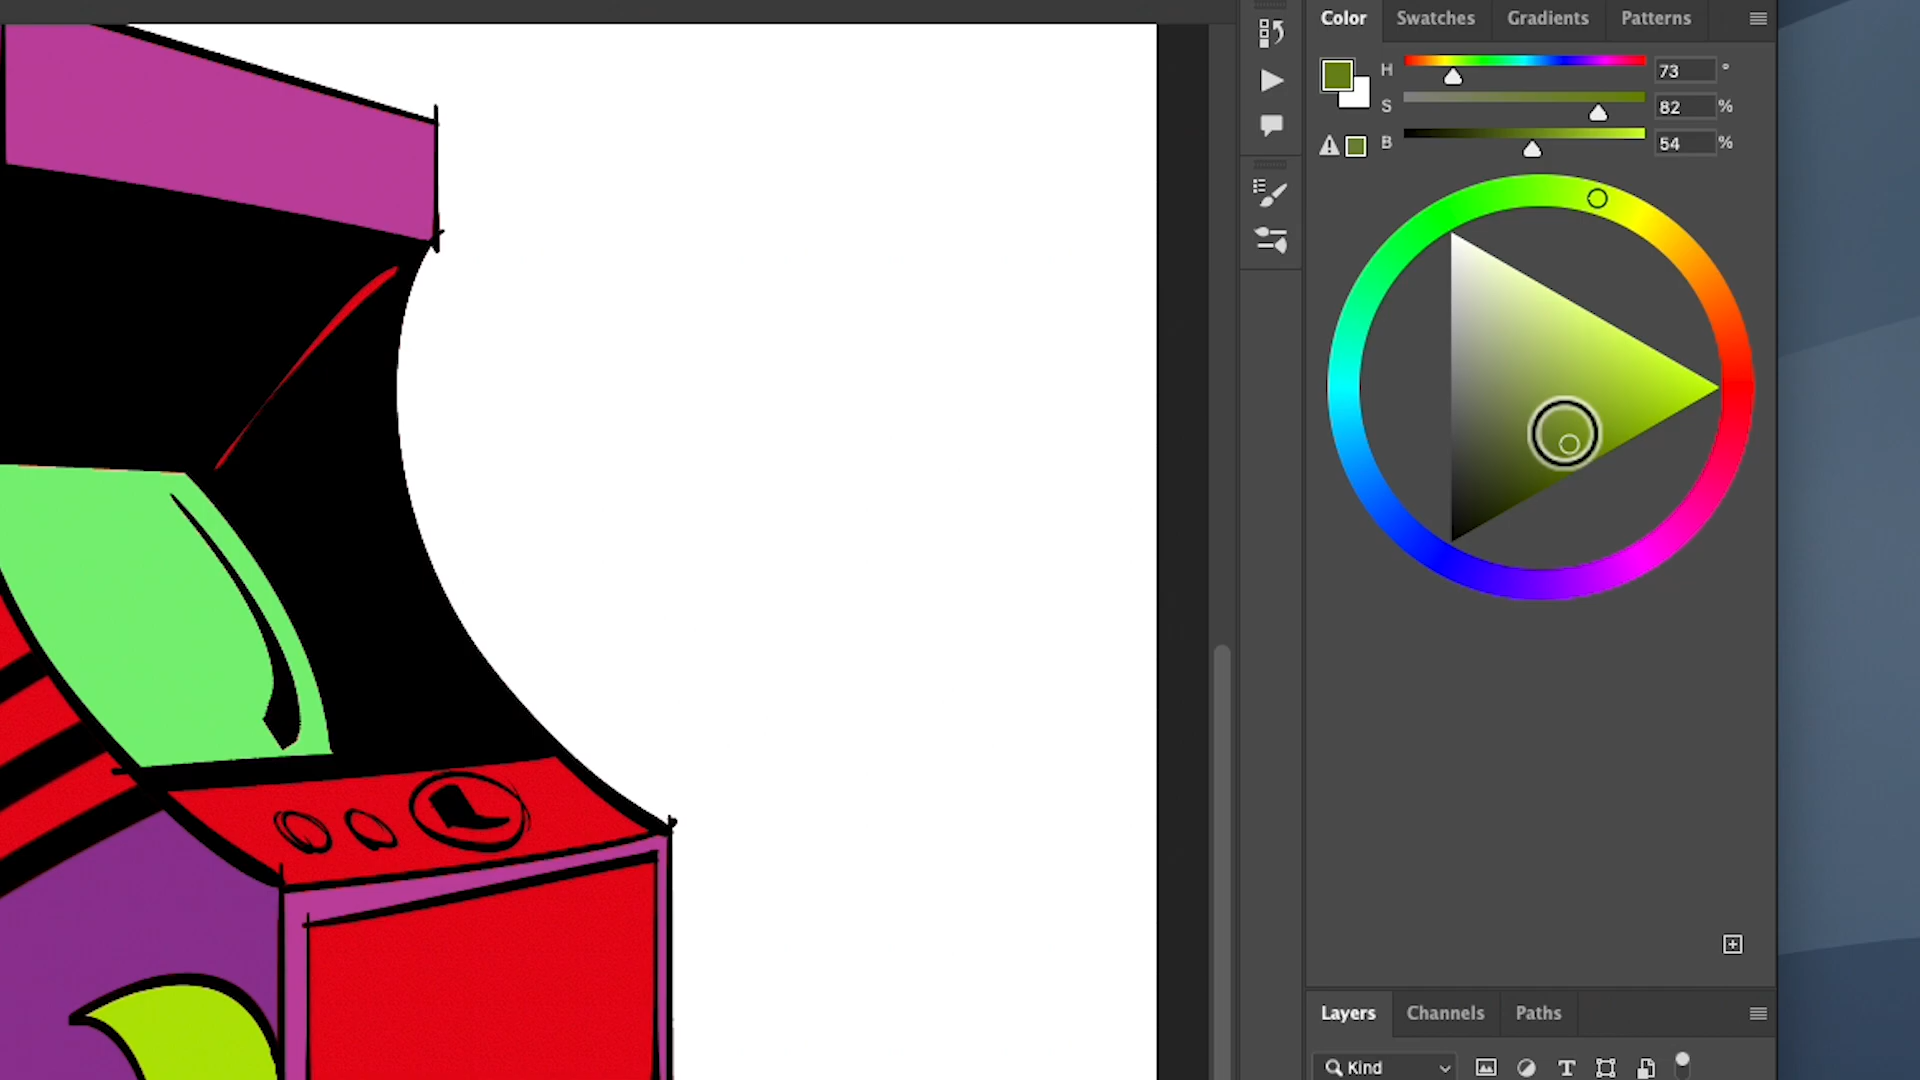 Color Swatches Gradients Patterns
H 73 °
S 82 %
B 54 %
Layers Channels Paths
Kind